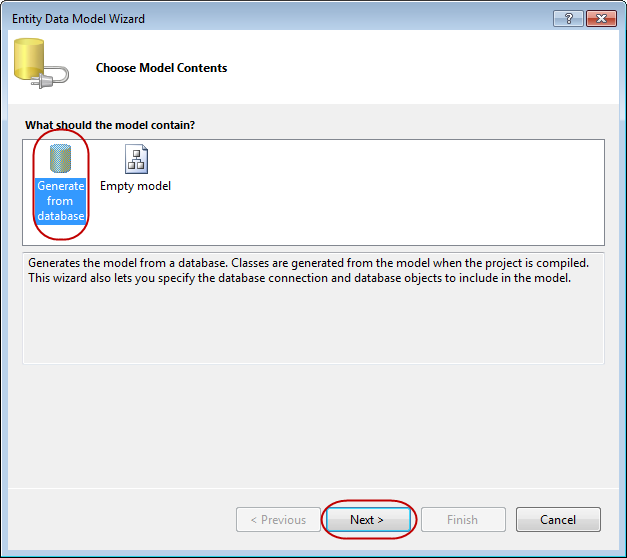 Entity Data Model Wizard
?
Choose Model Contents
What should the model contain?
Generate
from
database
Empty model
Generates the model from a database. Classes are generated from the model when the project is compiled.
This wizard also lets you specify the database connection and database objects to include in the model.
< Previous
Next >
Finish
Cancel